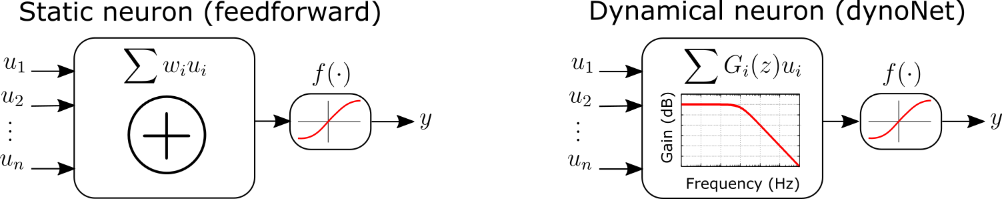 Static neuron (feedforward)
u₁
u₂
⋮
uₙ
∑ wᵢuᵢ
f(·)
y
Dynamical neuron (dynoNet)
u₁
u₂
⋮
uₙ
∑ Gᵢ(z)uᵢ
Gain (dB)
Frequency (Hz)
f(·)
y